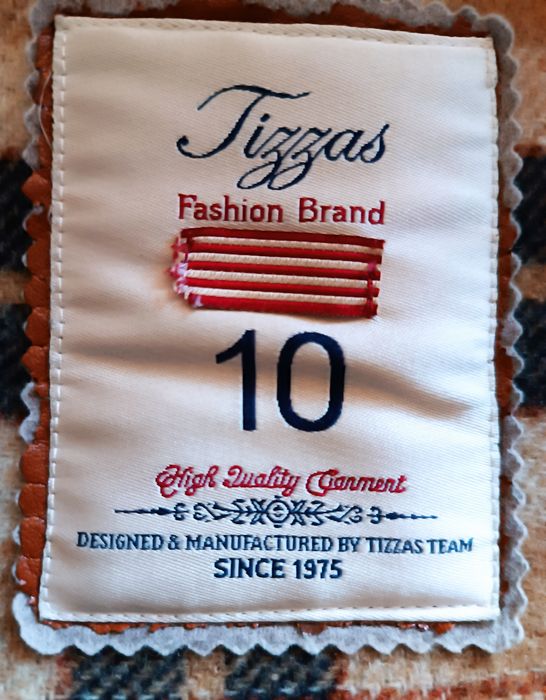 Tizzas
Fashion Brand
10
High Quality Garment
DESIGNED & MANUFACTURED BY TIZZAS TEAM
SINCE 1975